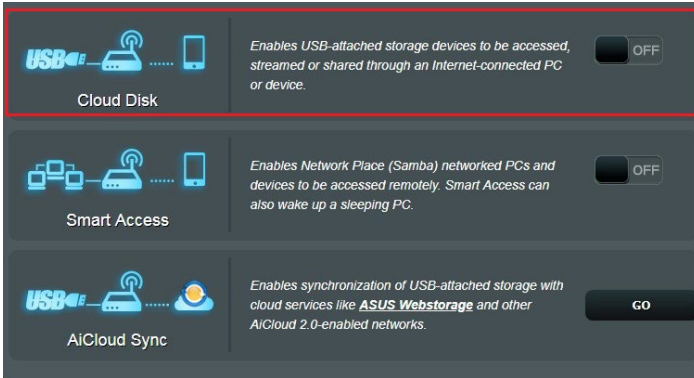 USB
Enables USB-attached storage devices to be accessed,
streamed or shared through an Internet-connected PC
or device.
OFF
Cloud Disk
Enables Network Place (Samba) networked PCs and
devices to be accessed remotely. Smart Access can
also wake up a sleeping PC.
OFF
Smart Access
USB
Enables synchronization of USB-attached storage with
cloud services like ASUS Webstorage and other
AiCloud 2.0-enabled networks.
GO
AiCloud Sync